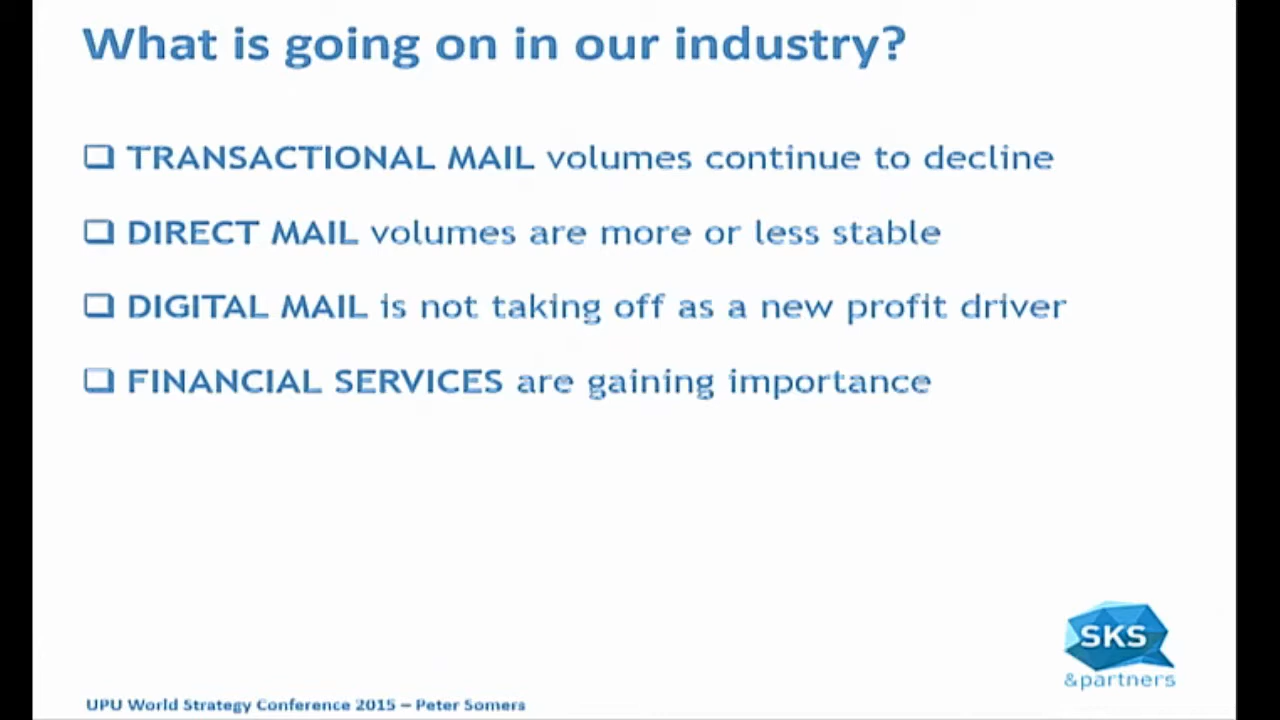 What is going on in our industry?
❑ TRANSACTIONAL MAIL volumes continue to decline
❑ DIRECT MAIL volumes are more or less stable
❑ DIGITAL MAIL is not taking off as a new profit driver
❑ FINANCIAL SERVICES are gaining importance
SKS
&partners
UPU World Strategy Conference 2015 – Peter Somers